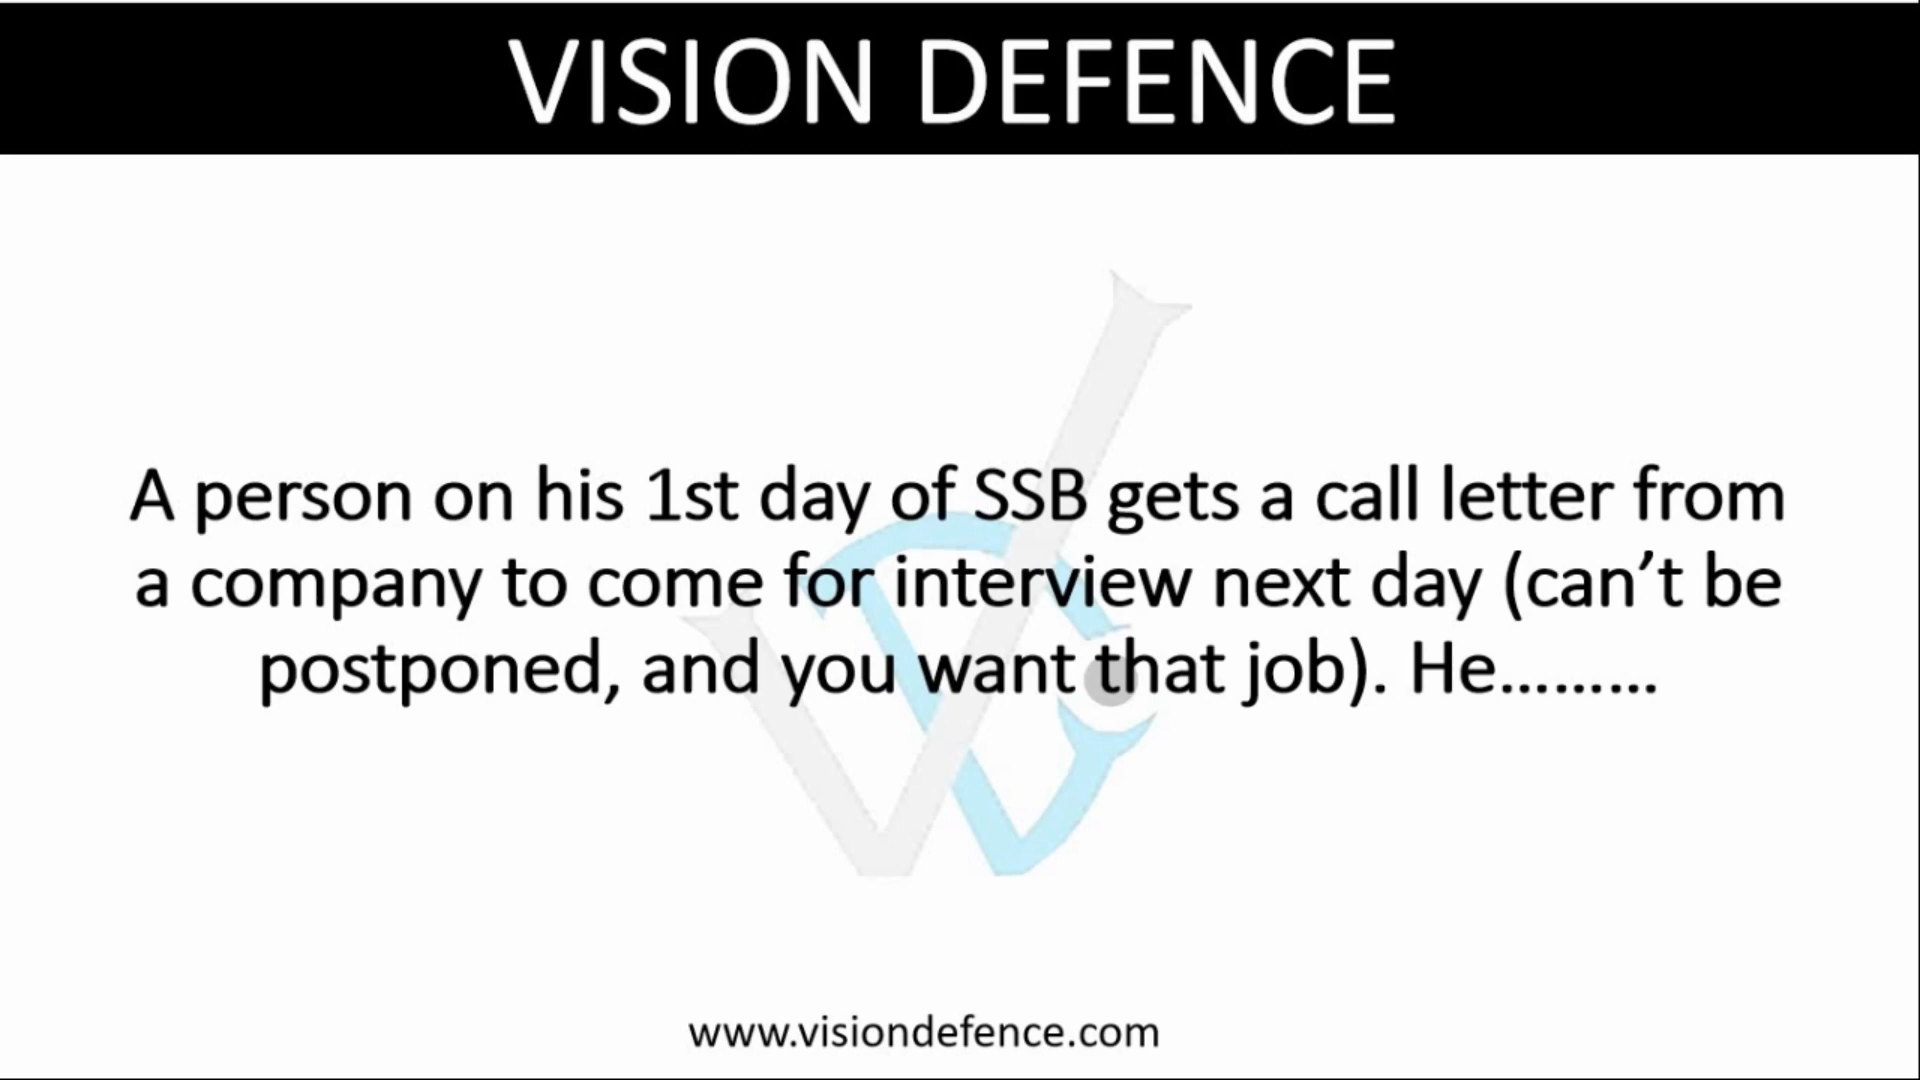 VISION DEFENCE
A person on his 1st day of SSB gets a call letter from
a company to come for interview next day (can’t be
postponed, and you want that job). He………
www.visiondefence.com